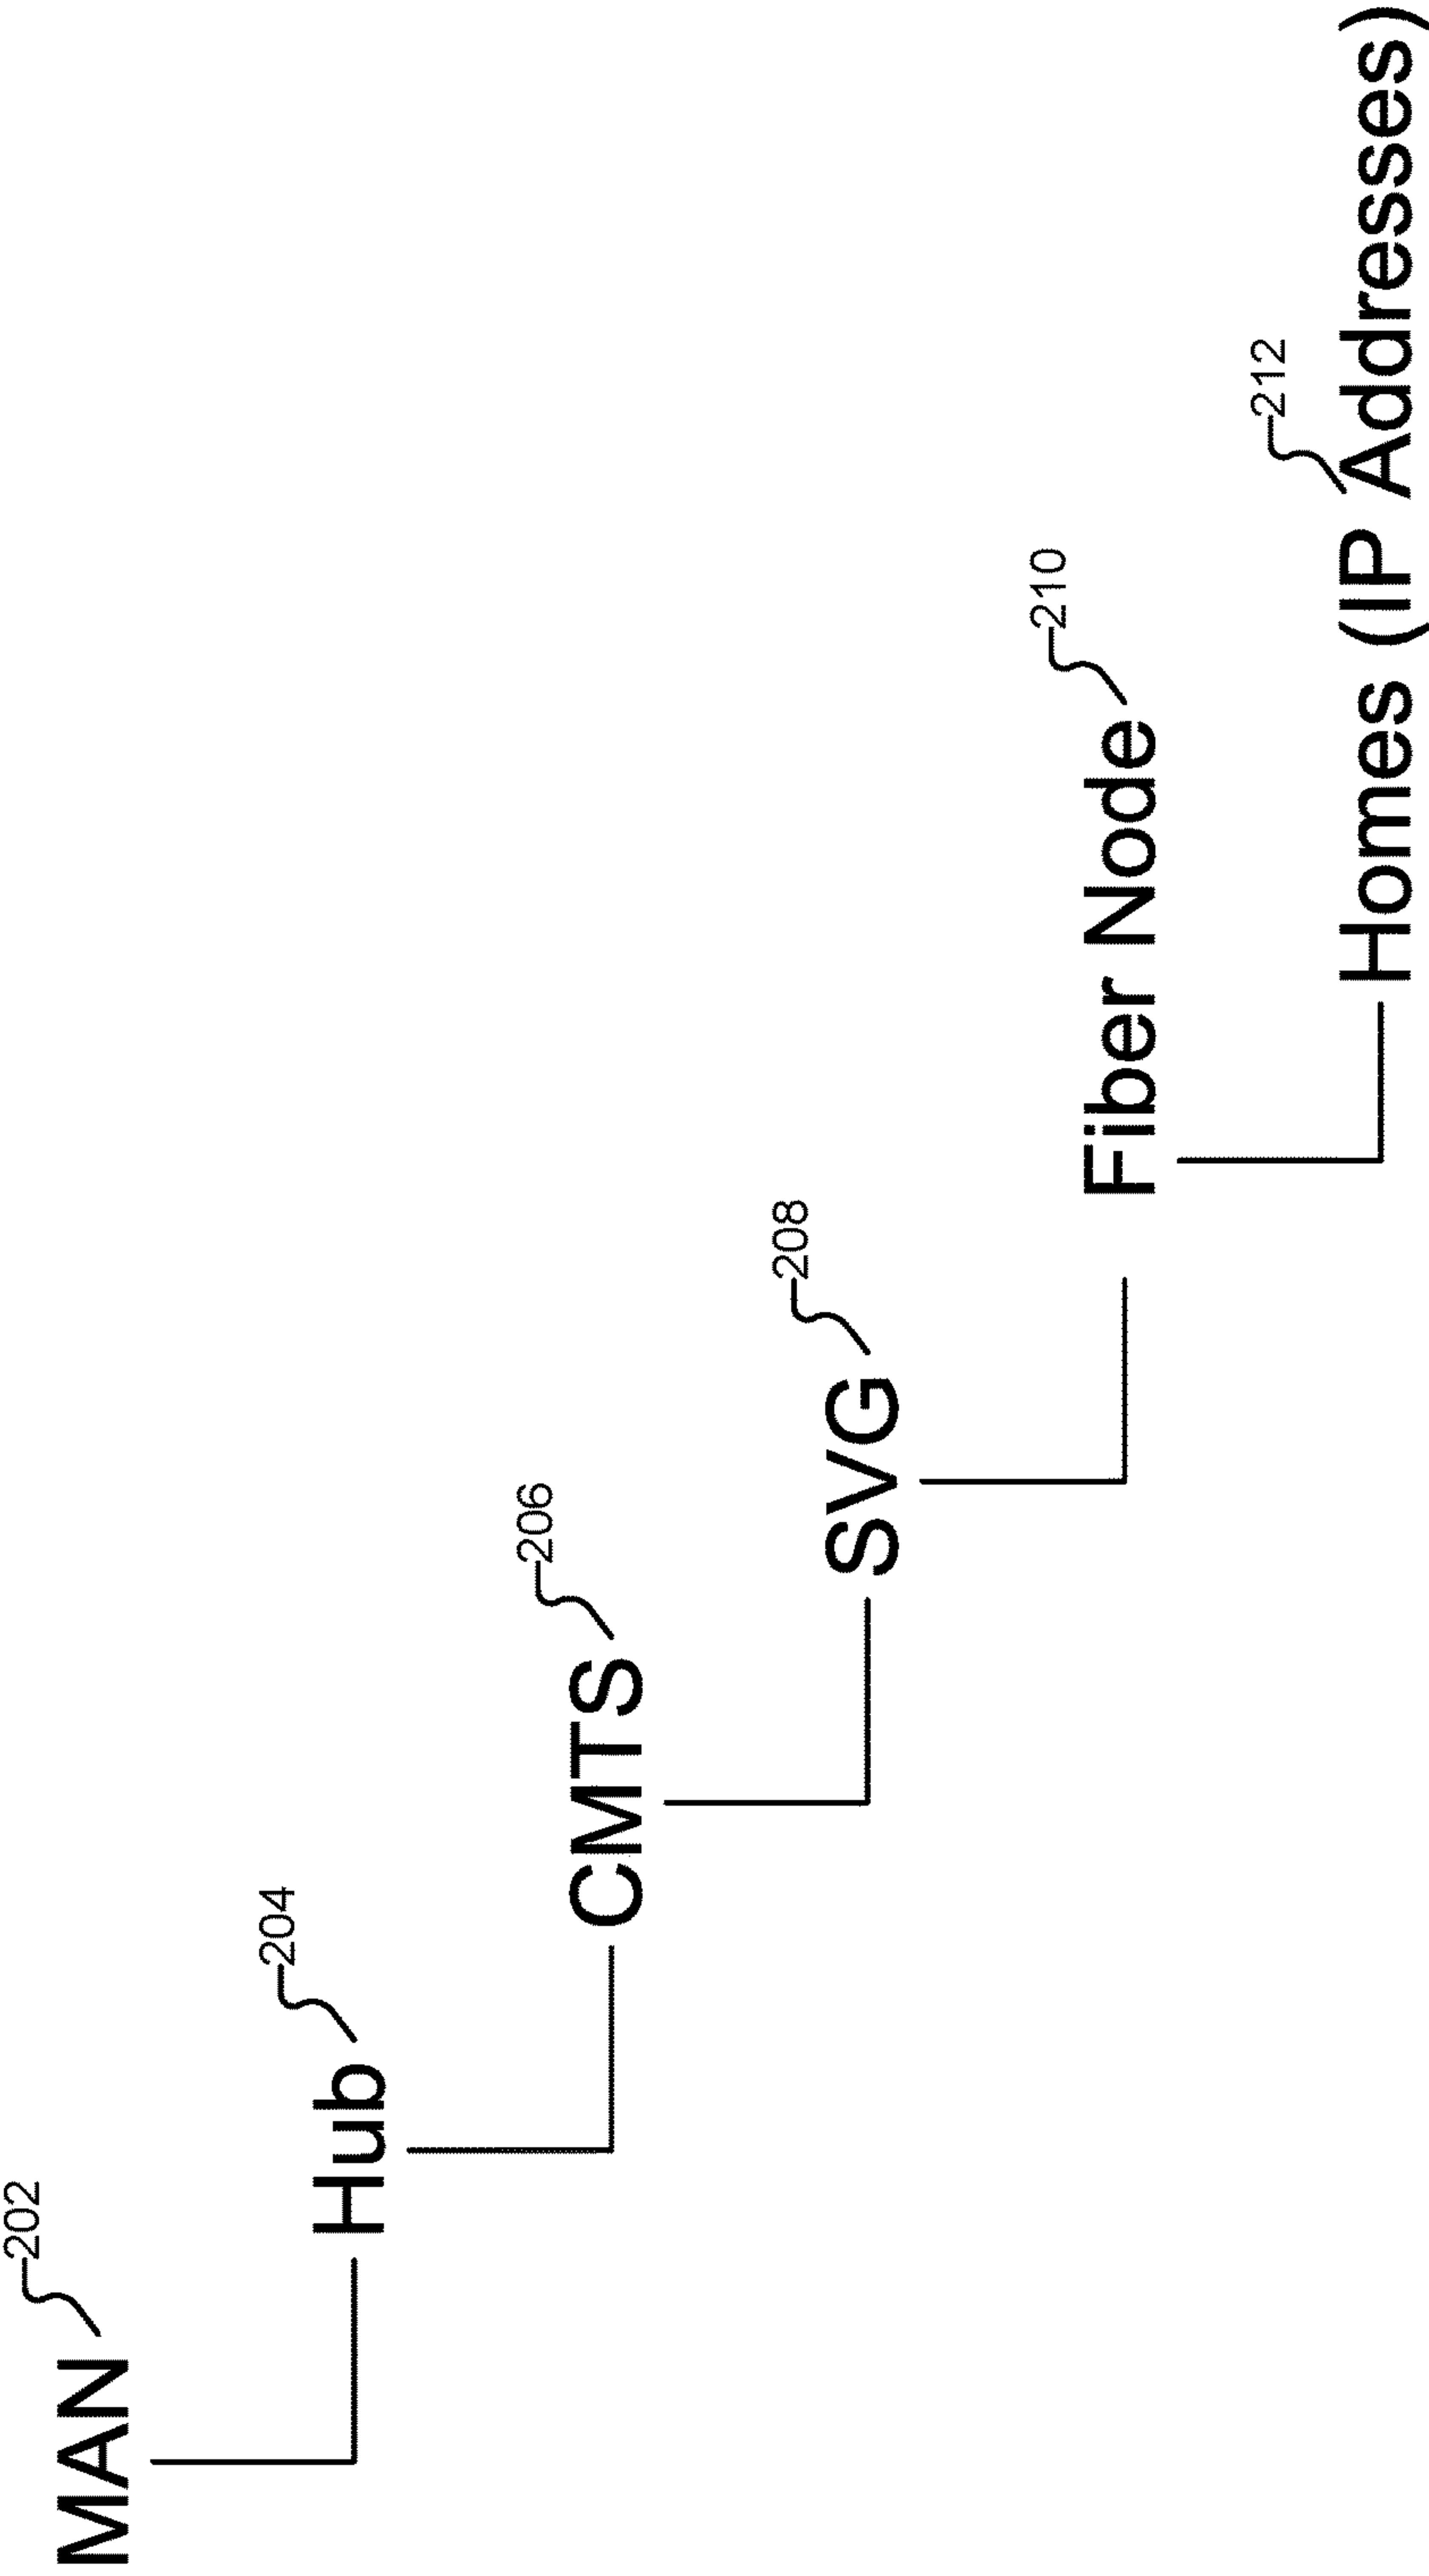 MAN
202
Hub
204
CMTS
206
SVG
208
Fiber Node
210
Homes (IP Addresses)
212